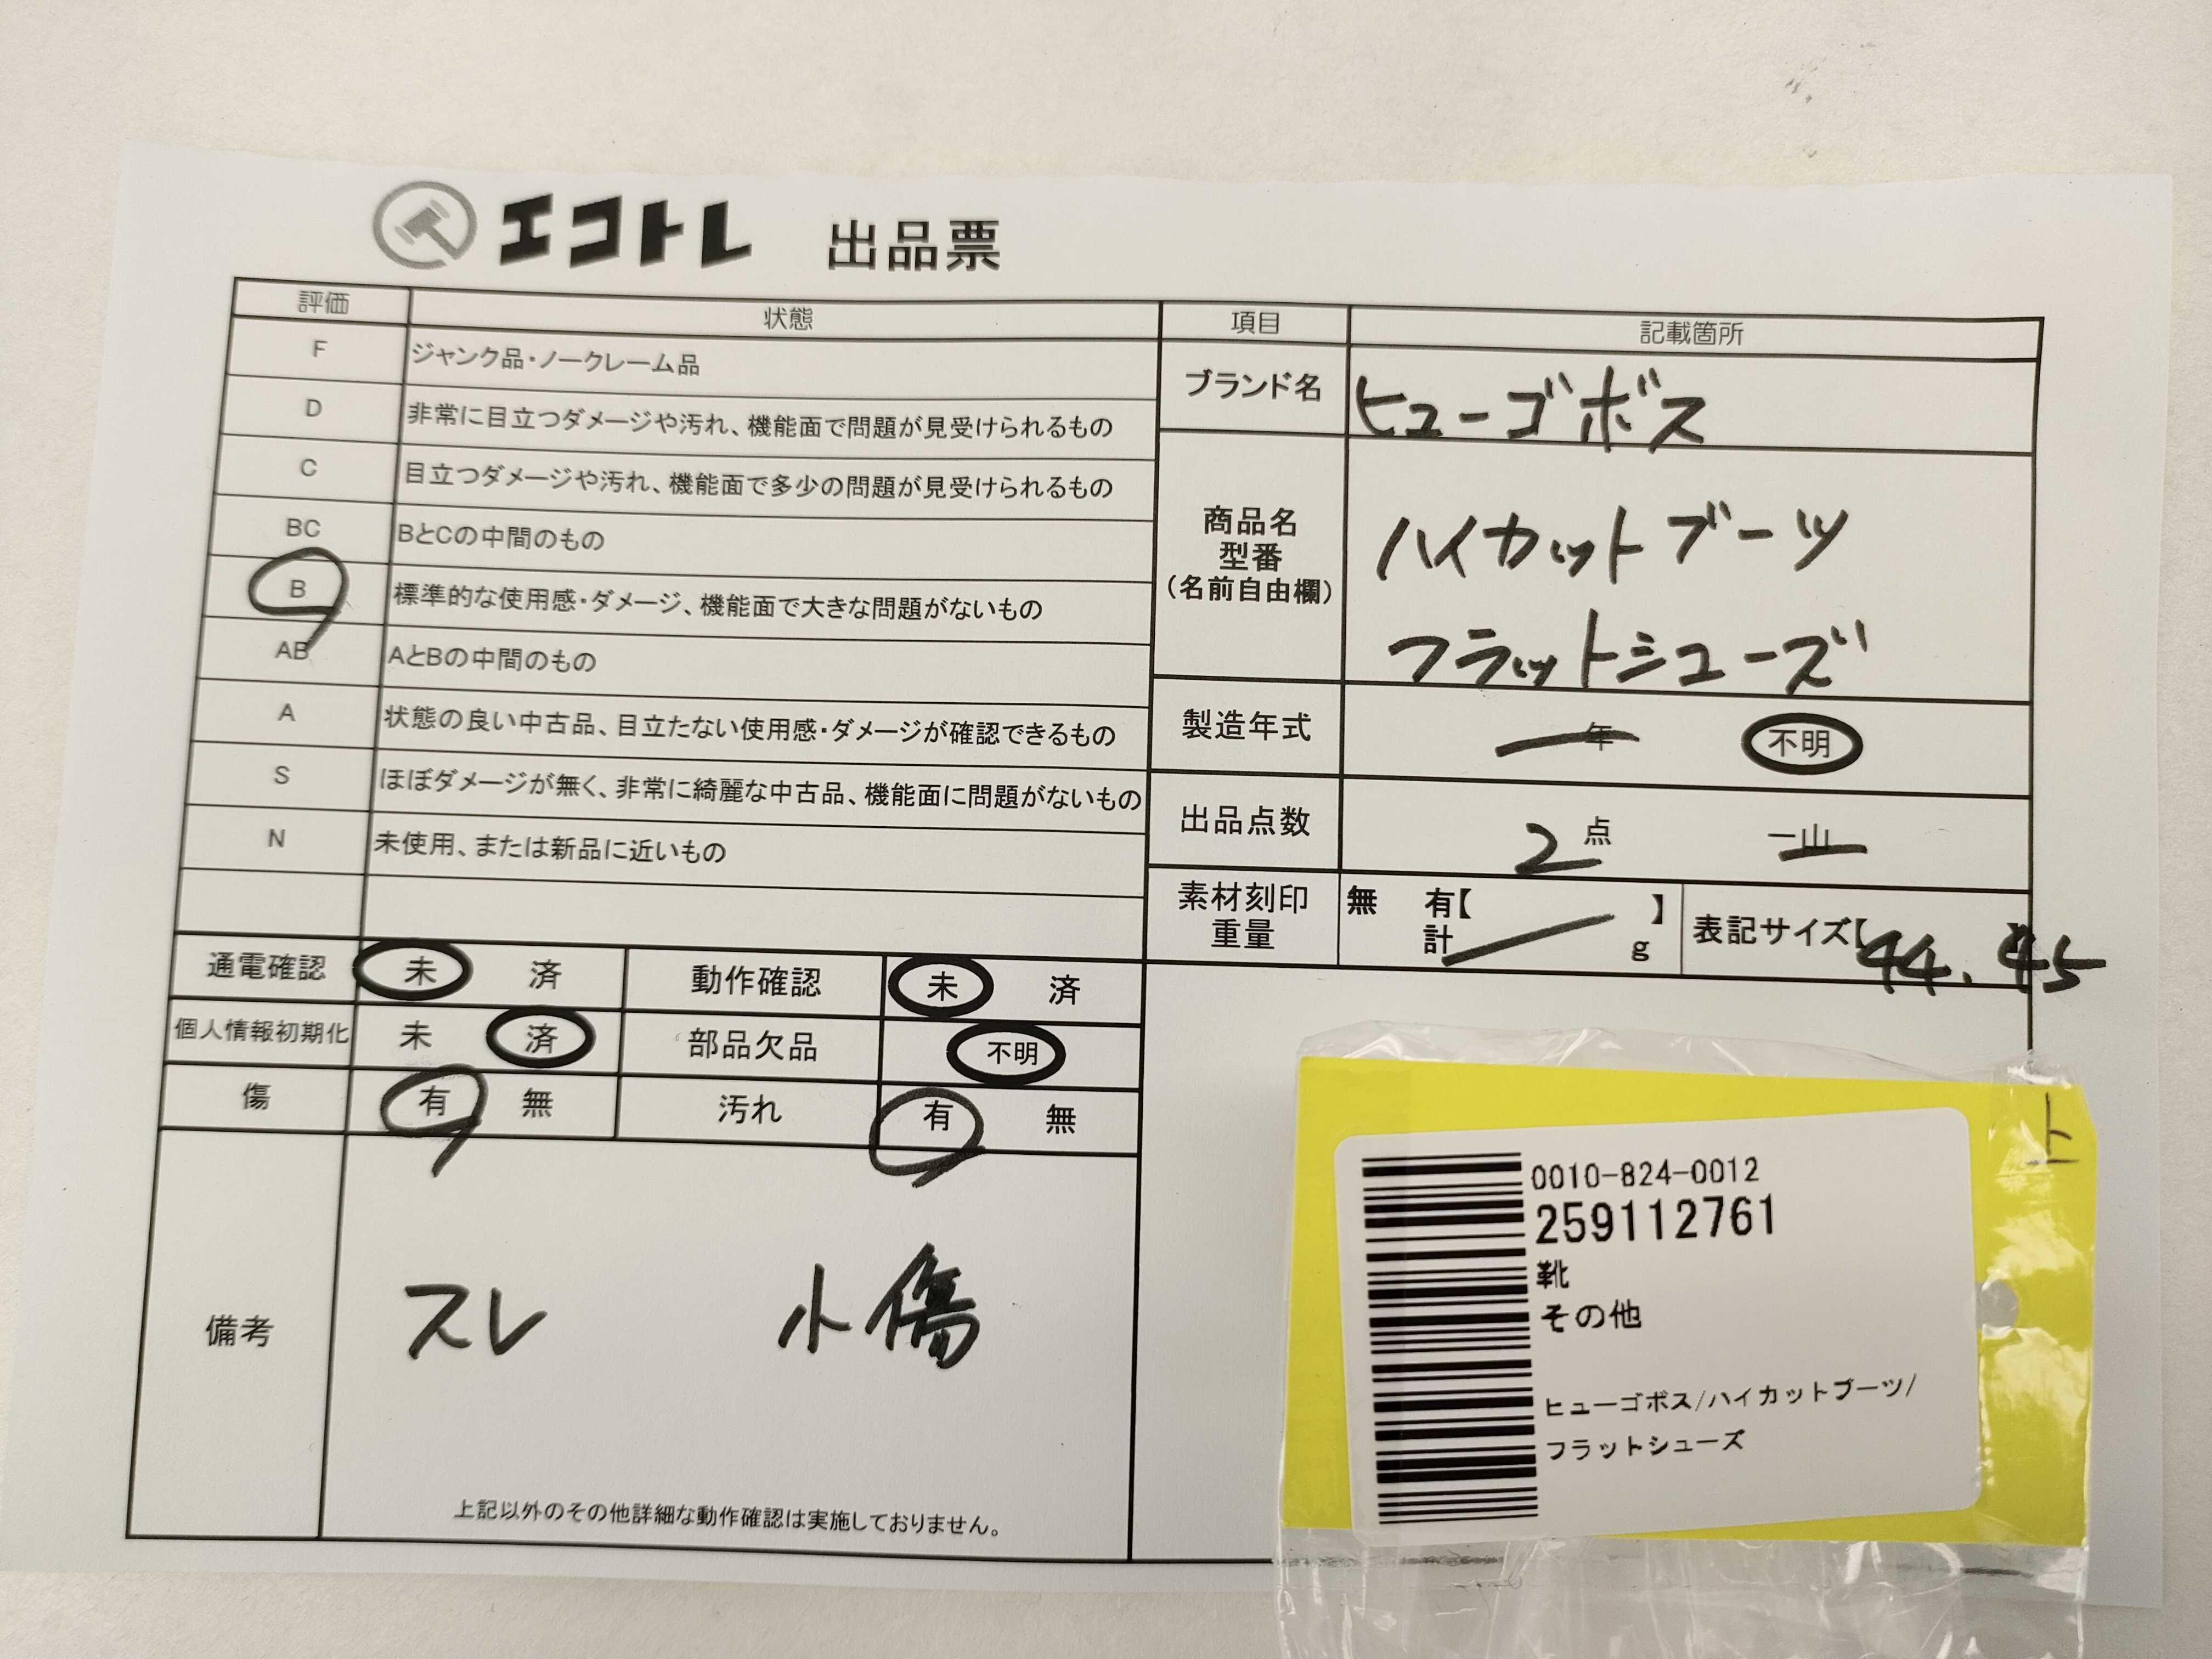 エコトレ 出品票
評価 状態
F ジャンク品・ノークレーム品
D 非常に目立つダメージや汚れ、機能面で問題が見受けられるもの
C 目立つダメージや汚れ、機能面で多少の問題が見受けられるもの
BC BとCの中間のもの
B 標準的な使用感・ダメージ、機能面で大きな問題がないもの
AB AとBの中間のもの
A 状態の良い中古品、目立たない使用感・ダメージが確認できるもの
S ほぼダメージが無く、非常に綺麗な中古品、機能面に問題がないもの
N 未使用、または新品に近いもの
通電確認 未 済 動作確認 未 済
個人情報初期化 未 済 部品欠品 不明
傷 有 無 汚れ 有 無
備考 スレ 小傷
上記以外のその他詳細な動作確認は実施しておりません。
項目 記載箇所
ブランド名 ヒューゴボス
商品名
型番
(名前自由欄)
ハイカットブーツ
フラットシューズ
製造年式 年 不明
出品点数 2点 一山
素材刻印 無 有【 】
重量 計 g
表記サイズ【44.45
ト
0010-824-0012
259112761
靴
その他
ヒューゴボス/ハイカットブーツ/
フラットシューズ